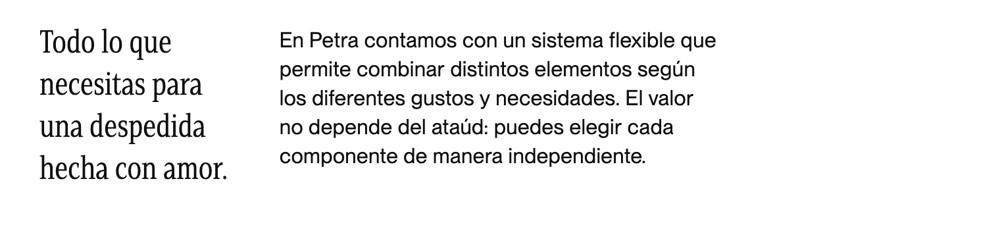 Todo lo que
necesitas para
una despedida
hecha con amor.
En Petra contamos con un sistema flexible que
permite combinar distintos elementos según
los diferentes gustos y necesidades. El valor
no depende del ataúd: puedes elegir cada
componente de manera independiente.